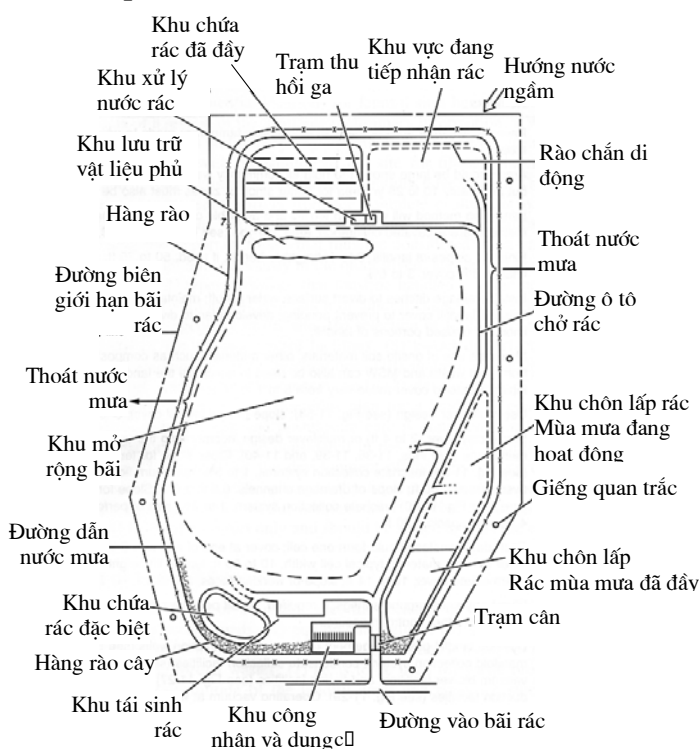 Khu chứa
rác đã đầy
Trạm thu
hồi ga
Khu vực đang
tiếp nhận rác
Hướng nước
ngầm
Khu xử lý
nước rác
Khu lưu trữ
vật liệu phủ
Hàng rào
Đường biên
giới hạn bãi
rác
Thoát nước
mưa
Khu mở
rộng bãi
Đường dẫn
nước mưa
Khu chứa
rác đặc biệt
Hàng rào cây
Khu tái sinh
rác
Khu công
nhân và dungc
Rào chắn di
động
Thoát nước
mưa
Đường ô tô
chở rác
Khu chôn lấp rác
Mùa mưa đang
hoat đông
Giếng quan trắc
Khu chôn lấp
Rác mùa mưa đã đầy
Trạm cân
Đường vào bãi rác